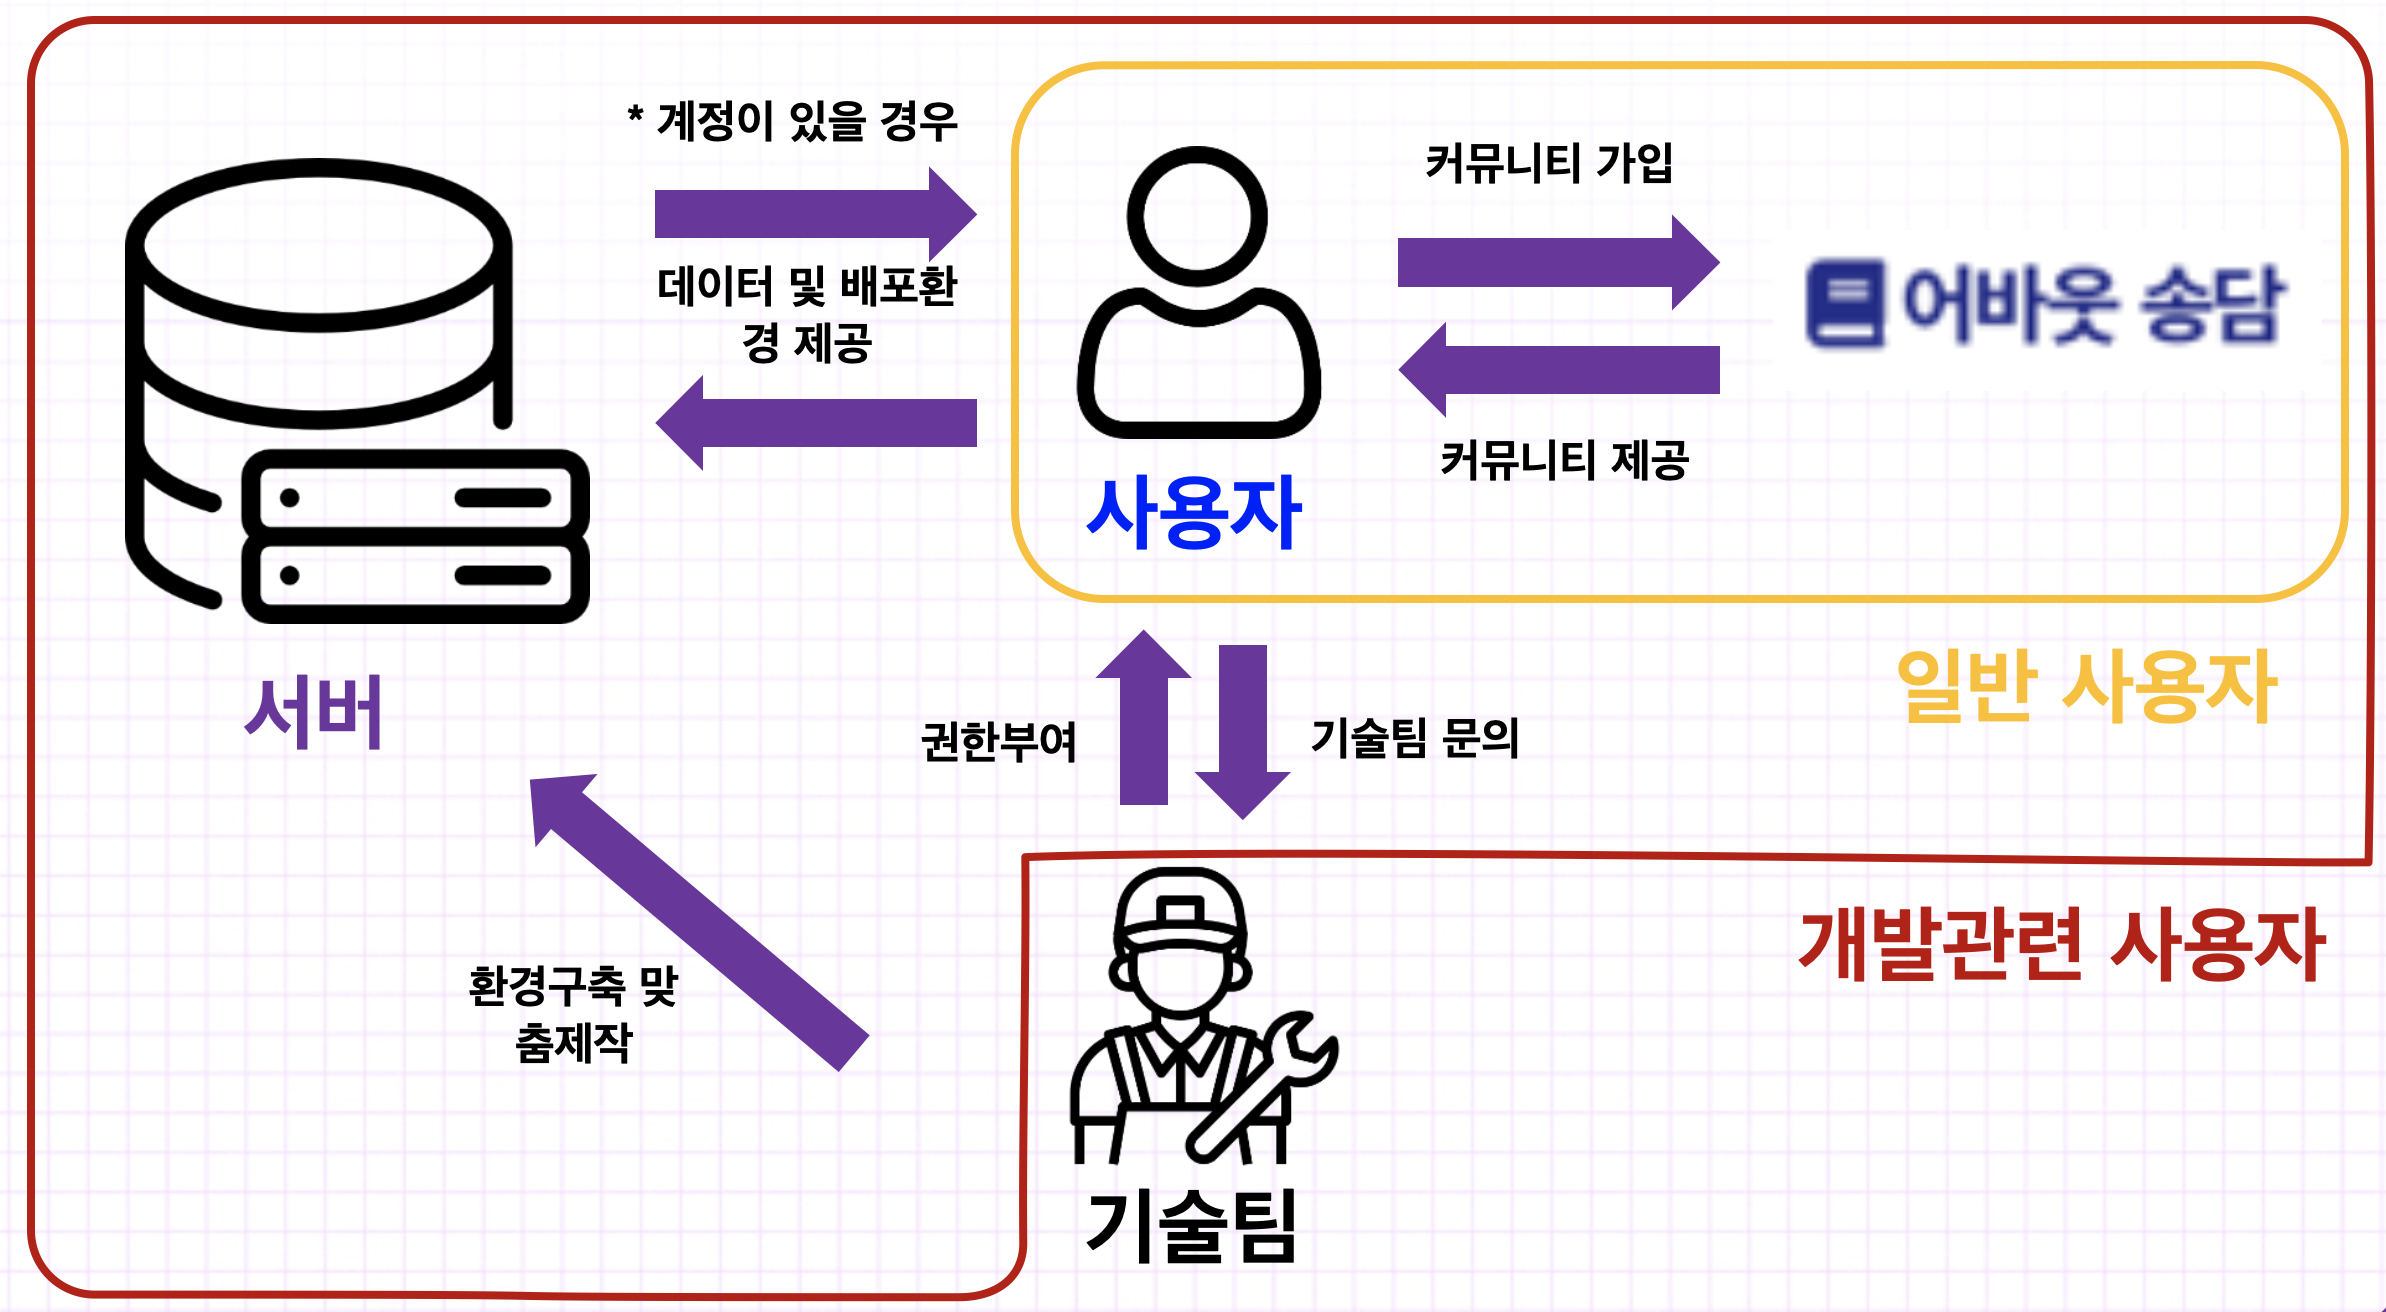 * 계정이 있을 경우
데이터 및 배포환
경 제공
커뮤니티 가입
어바웃 송담
커뮤니티 제공
사용자
서버
일반 사용자
권한부여
기술팀 문의
개발관련 사용자
환경구축 맞
춤제작
기술팀